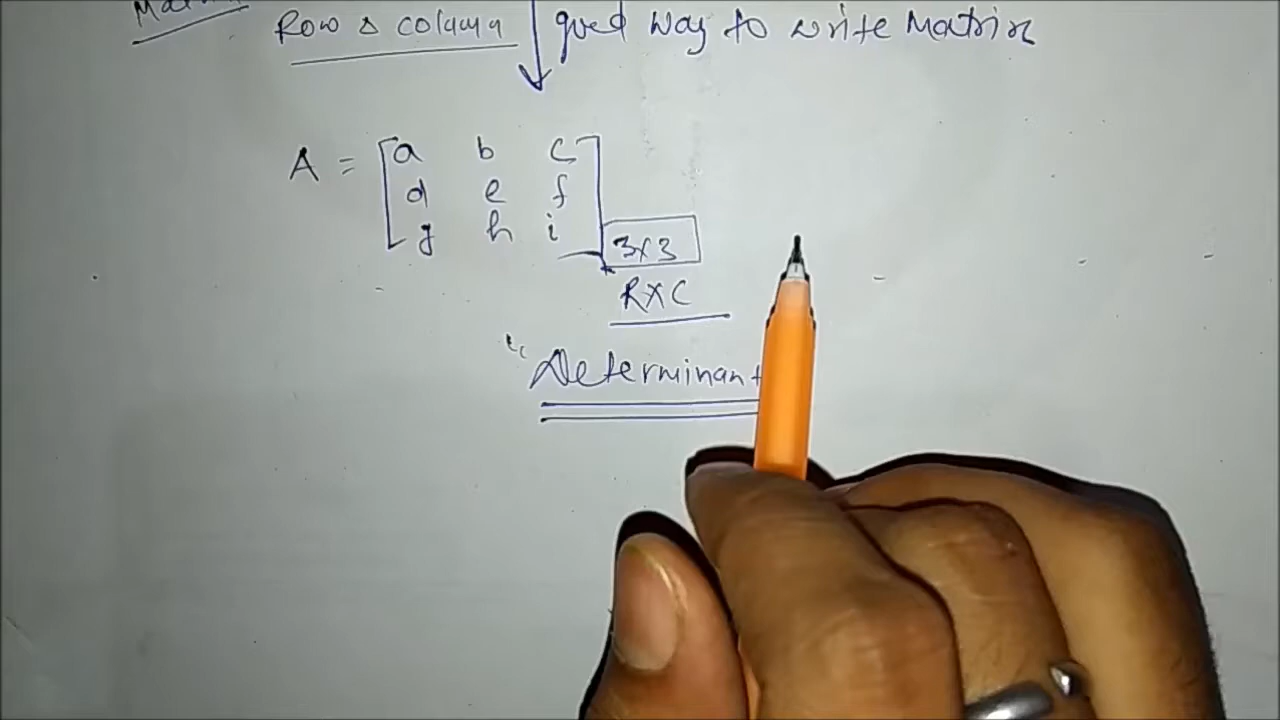 Row & column
good way to write Matrix
A = [a b c
d e f
g h i] 3x3
RXC
"Determinant